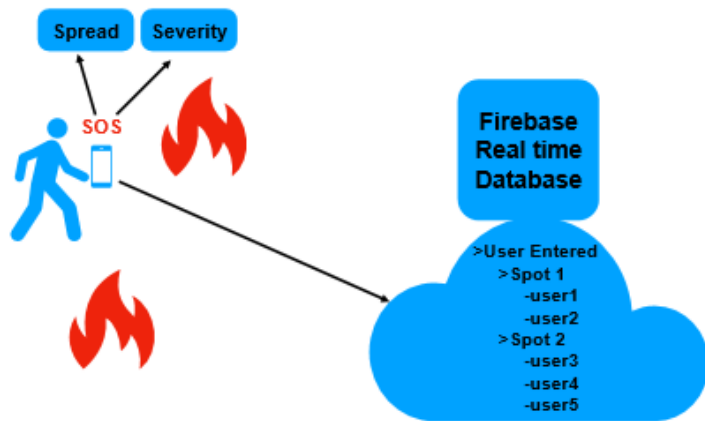 Spread
Severity
SOS
Firebase
Real time
Database
>User Entered
>Spot 1
-user1
-user2
>Spot 2
-user3
-user4
-user5